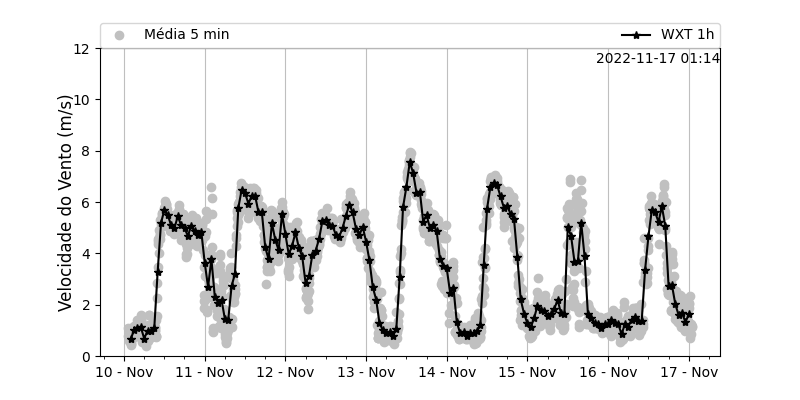 Média 5 min
WXT 1h
2022-11-17 01:14
Velocidade do Vento (m/s)
12
10
8
6
4
2
0
10 - Nov
11 - Nov
12 - Nov
13 - Nov
14 - Nov
15 - Nov
16 - Nov
17 - Nov